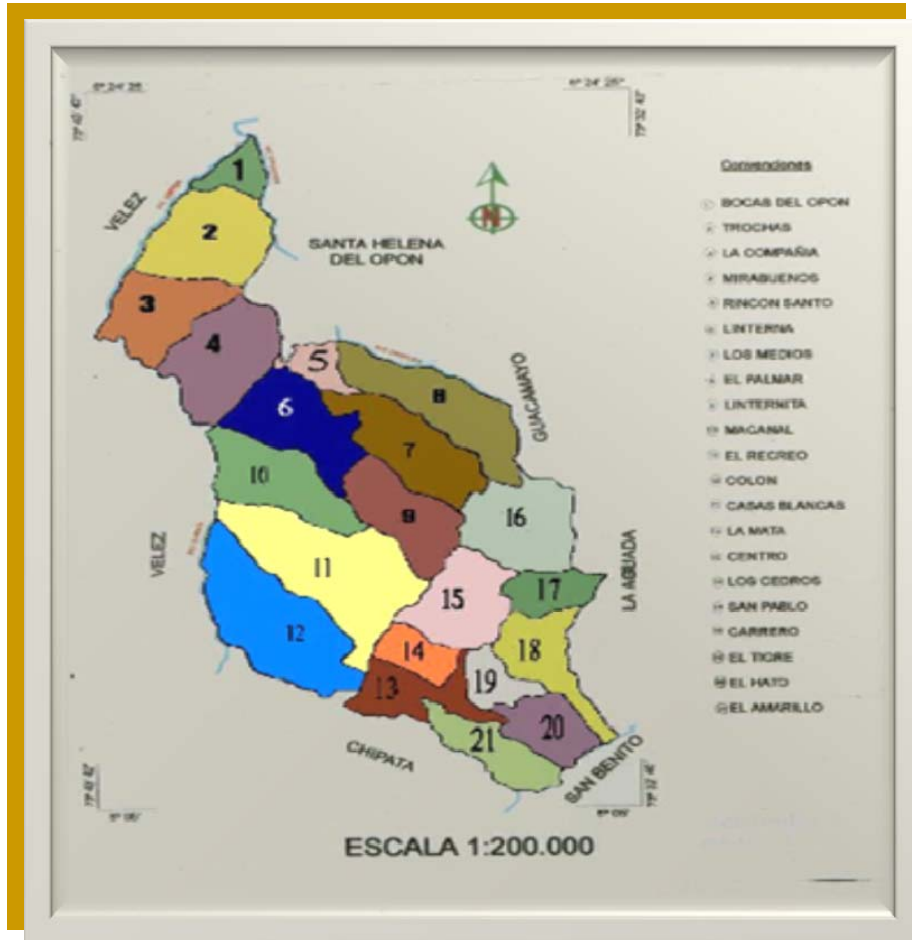 VELEZ
SANTA HELENA
DEL OPON
GUACAMAYO
VELEZ
LA AGUADA
CHIPATA
SAN BENITO
N
1
2
3
4
5
6
7
8
9
10
11
12
13
14
15
16
17
18
19
20
21
Convenciones
BOCAS DEL OPON
TROCHAS
LA COMPAÑIA
MIRABUENOS
RINCON SANTO
LINTERNA
LOS MEDIOS
EL PALMAR
LINTERNITA
MACANAL
EL RECREO
COLON
CASAS BLANCAS
LA MATA
CENTRO
LOS CEDROS
SAN PABLO
CARRERO
EL TIGRE
EL HATO
EL AMARILLO
ESCALA 1:200.000